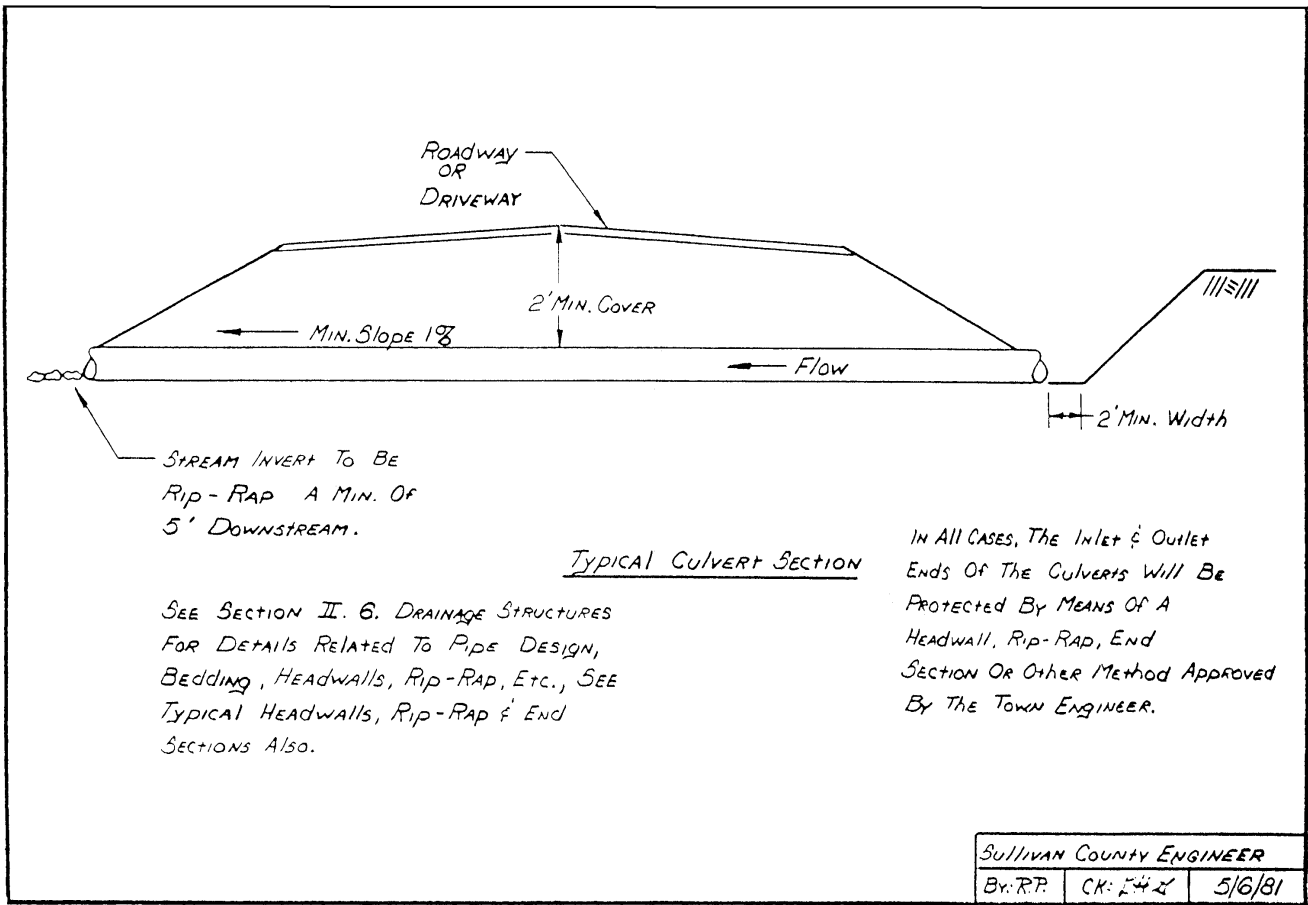 Roadway
or
Driveway
2' Min. Cover
Min. Slope 1%
Flow
2' Min. Width
Stream Invert To Be
Rip-Rap A Min. Of
5' Downstream.
Typical Culvert Section
In All Cases, The Inlet & Outlet
Ends Of The Culverts Will Be
Protected By Means Of A
Headwall, Rip-Rap, End
Section Or Other Method Approved
By The Town Engineer.
See Section II. 6. Drainage Structures
For Details Related To Pipe Design,
Bedding, Headwalls, Rip-Rap, Etc., See
Typical Headwalls, Rip-Rap & End
Sections Also.
Sullivan County Engineer
By: R.P. CK: 5/6/81